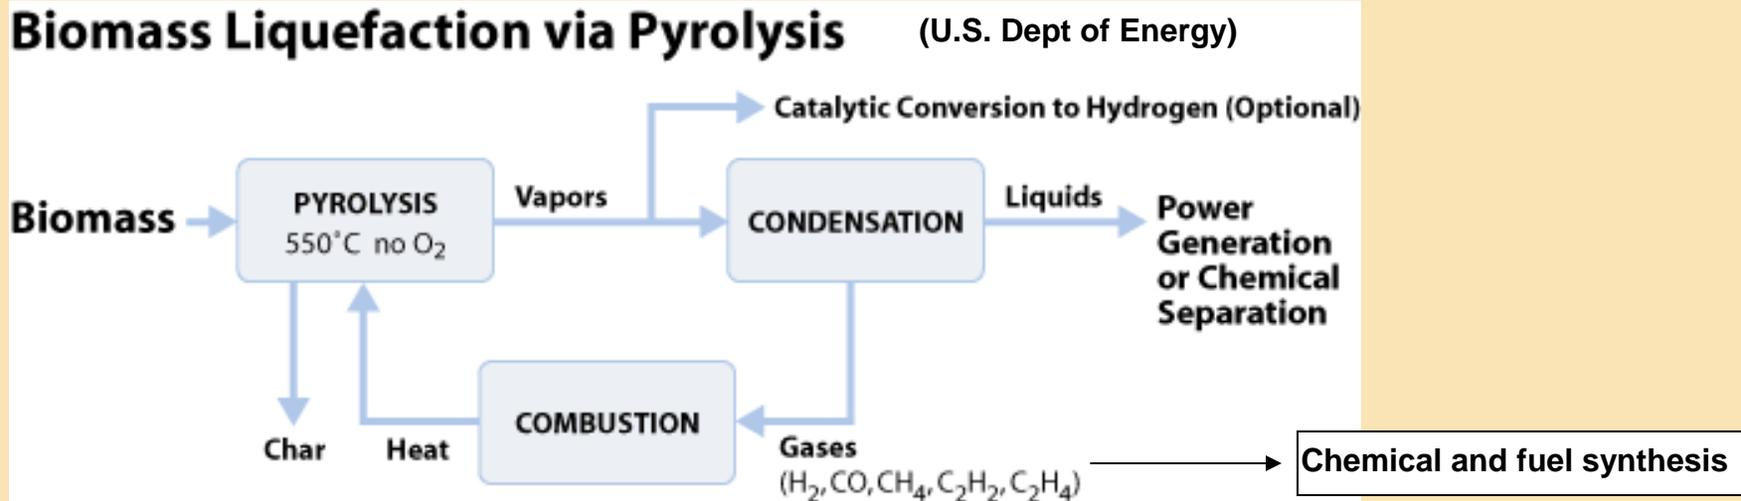 Biomass Liquefaction via Pyrolysis
(U.S. Dept of Energy)
Catalytic Conversion to Hydrogen (Optional)
Biomass
PYROLYSIS
550°C no O₂
Vapors
CONDENSATION
Liquids
Power
Generation
or Chemical
Separation
Char
Heat
COMBUSTION
Gases
(H₂,CO,CH₄,C₂H₂,C₂H₄)
Chemical and fuel synthesis